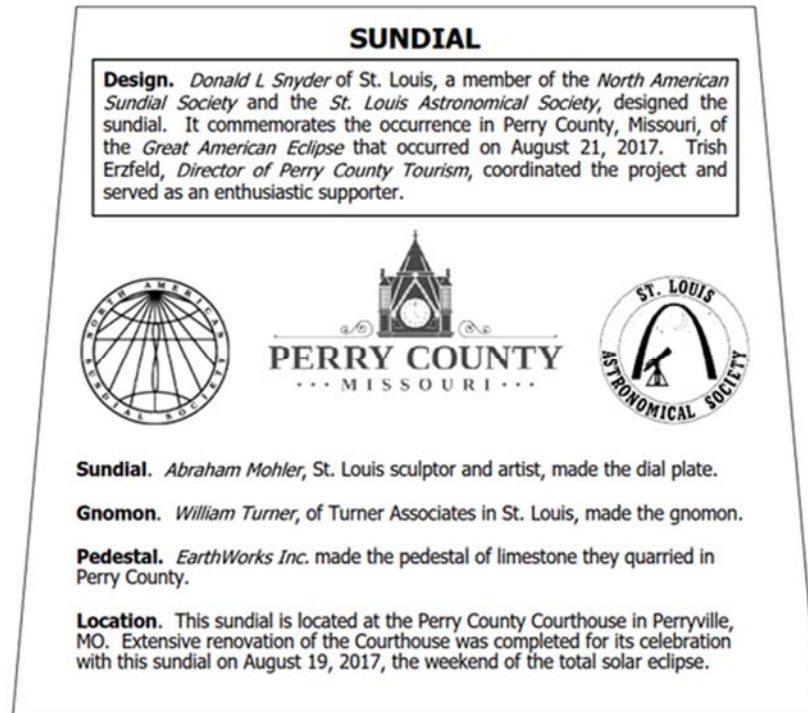 SUNDIAL
Design. Donald L Snyder of St. Louis, a member of the North American
Sundial Society and the St. Louis Astronomical Society, designed the
sundial. It commemorates the occurrence in Perry County, Missouri, of
the Great American Eclipse that occurred on August 21, 2017. Trish
Erzfeld, Director of Perry County Tourism, coordinated the project and
served as an enthusiastic supporter.
NORTH AMERICAN
SUNDIAL SOCIETY
PERRY COUNTY
··· MISSOURI ···
ST. LOUIS
ASTRONOMICAL SOCIETY
Sundial. Abraham Mohler, St. Louis sculptor and artist, made the dial plate.
Gnomon. William Turner, of Turner Associates in St. Louis, made the gnomon.
Pedestal. EarthWorks Inc. made the pedestal of limestone they quarried in
Perry County.
Location. This sundial is located at the Perry County Courthouse in Perryville,
MO. Extensive renovation of the Courthouse was completed for its celebration
with this sundial on August 19, 2017, the weekend of the total solar eclipse.